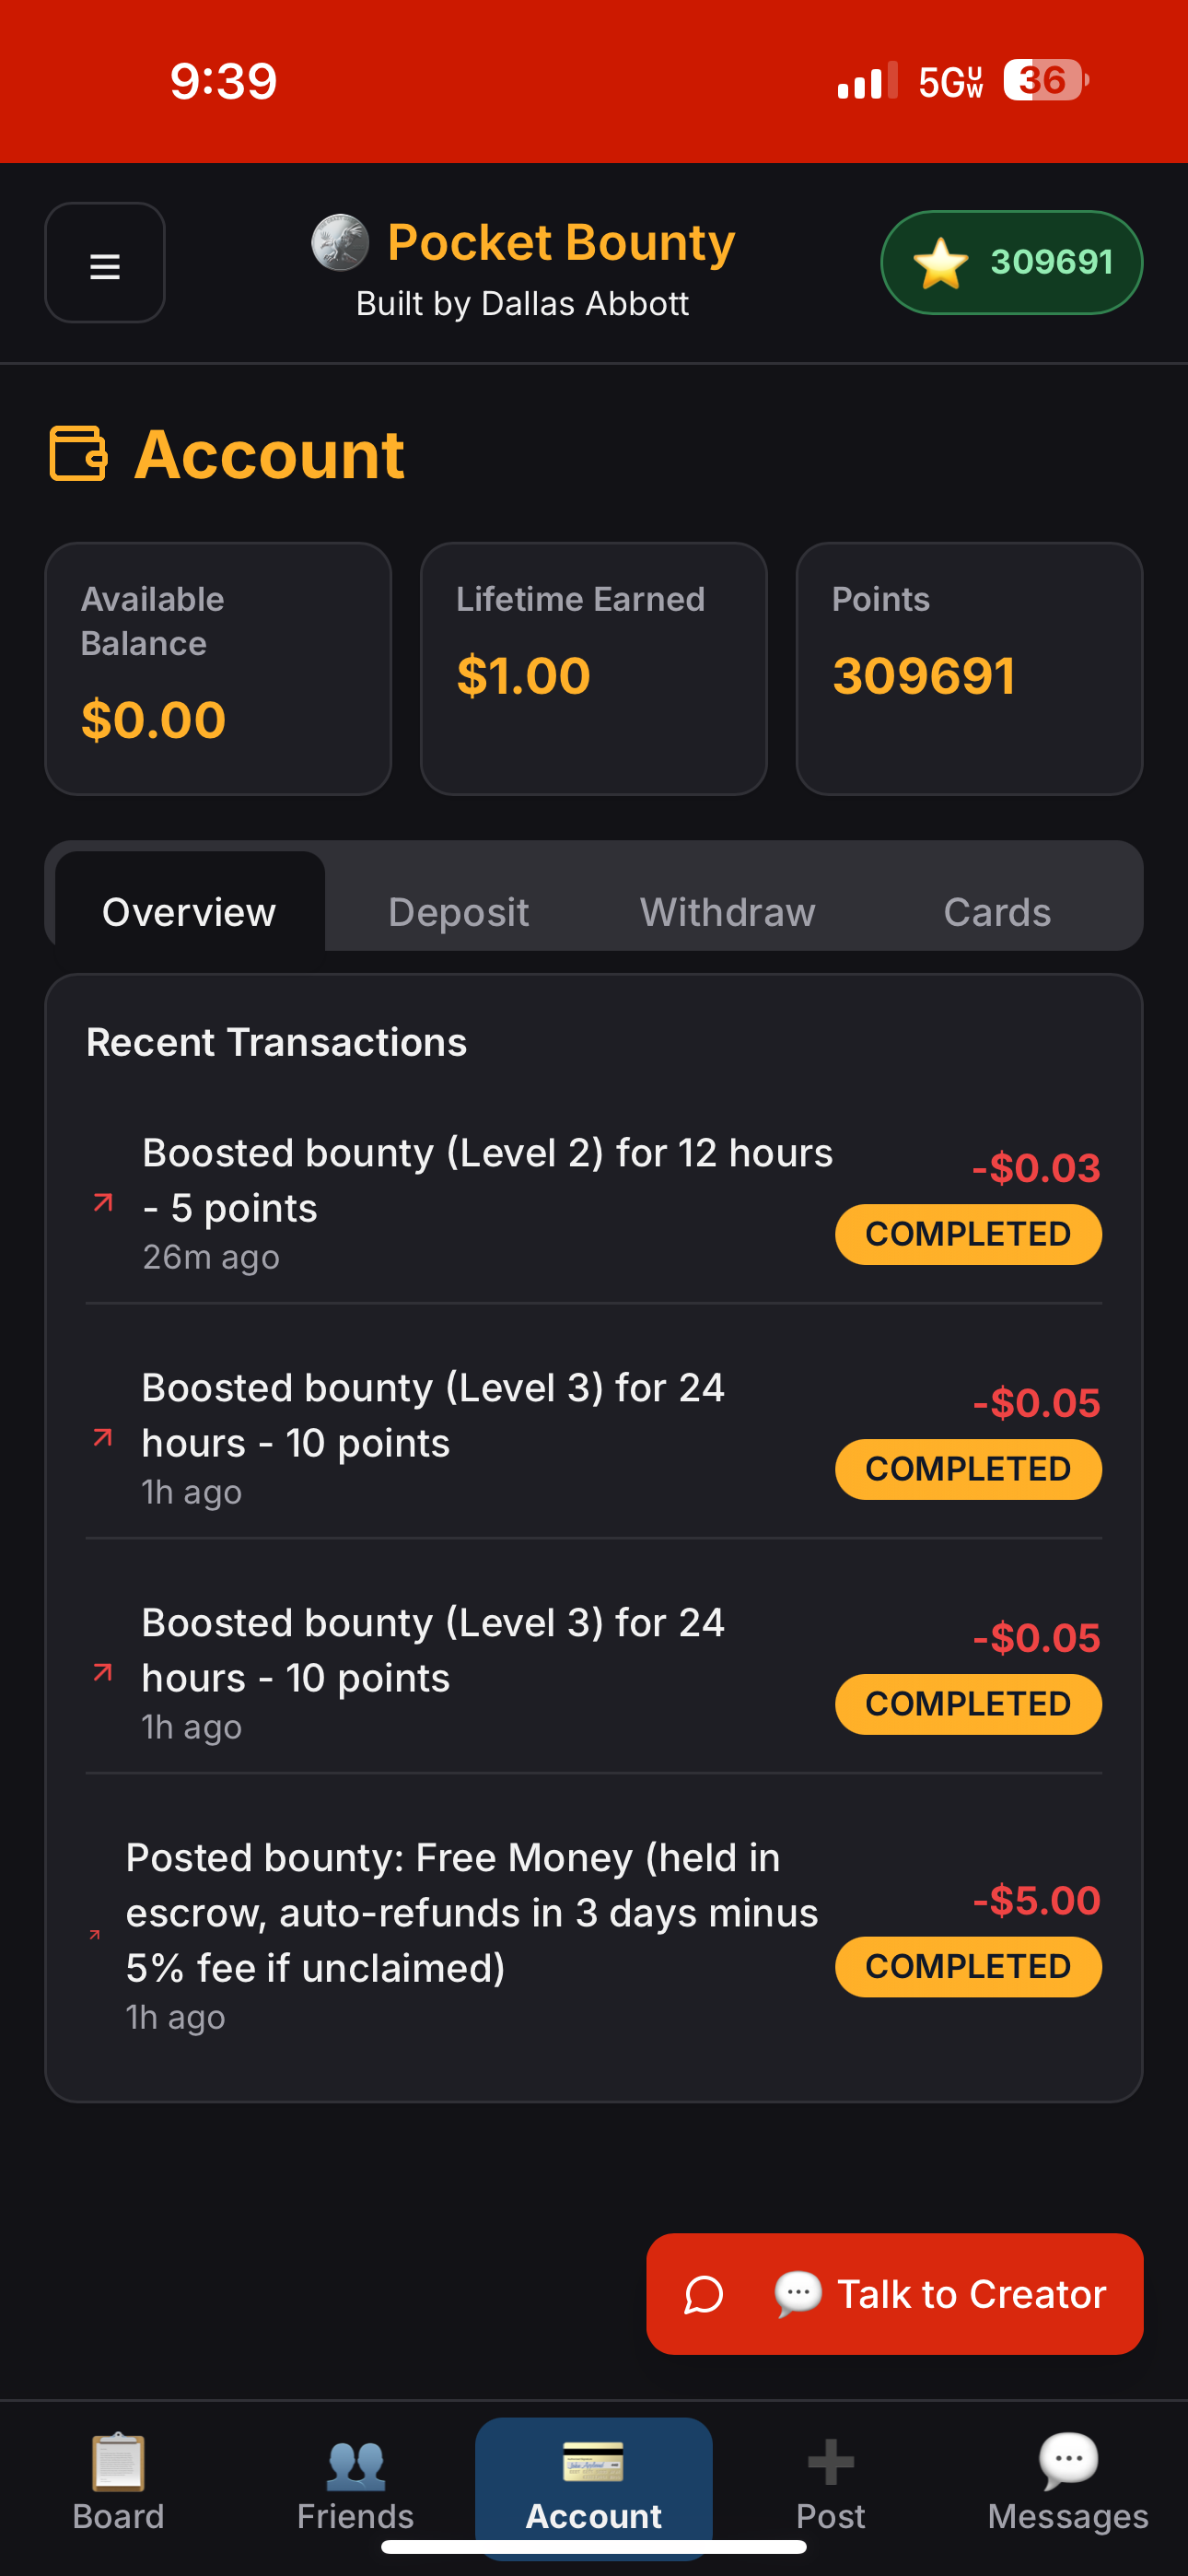 9:39
5G UW
36
Pocket Bounty
Built by Dallas Abbott
309691
Account
Available
Balance
$0.00
Lifetime Earned
$1.00
Points
309691
Overview
Deposit
Withdraw
Cards
Recent Transactions
Boosted bounty (Level 2) for 12 hours
- 5 points
26m ago
-$0.03
COMPLETED
Boosted bounty (Level 3) for 24
hours - 10 points
1h ago
-$0.05
COMPLETED
Boosted bounty (Level 3) for 24
hours - 10 points
1h ago
-$0.05
COMPLETED
Posted bounty: Free Money (held in
escrow, auto-refunds in 3 days minus
5% fee if unclaimed)
1h ago
-$5.00
COMPLETED
Talk to Creator
Board
Friends
Account
Post
Messages